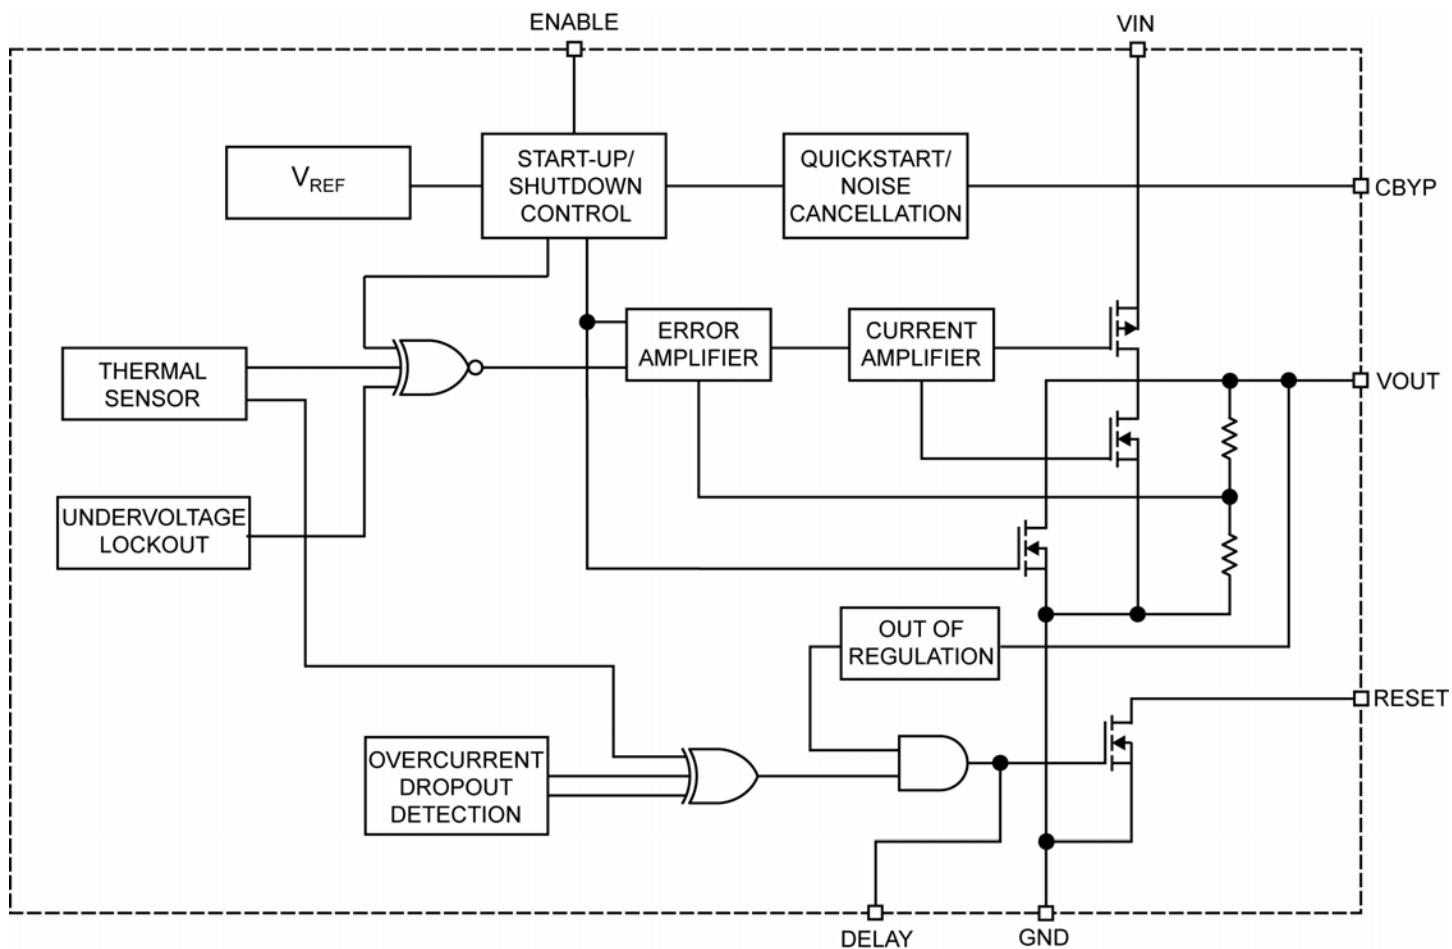 ENABLE
VIN
VREF
START-UP/
SHUTDOWN
CONTROL
QUICKSTART/
NOISE
CANCELLATION
CBYP
ERROR
AMPLIFIER
CURRENT
AMPLIFIER
THERMAL
SENSOR
VOUT
UNDERVOLTAGE
LOCKOUT
OUT OF
REGULATION
RESET
OVERCURRENT
DROPOUT
DETECTION
DELAY
GND